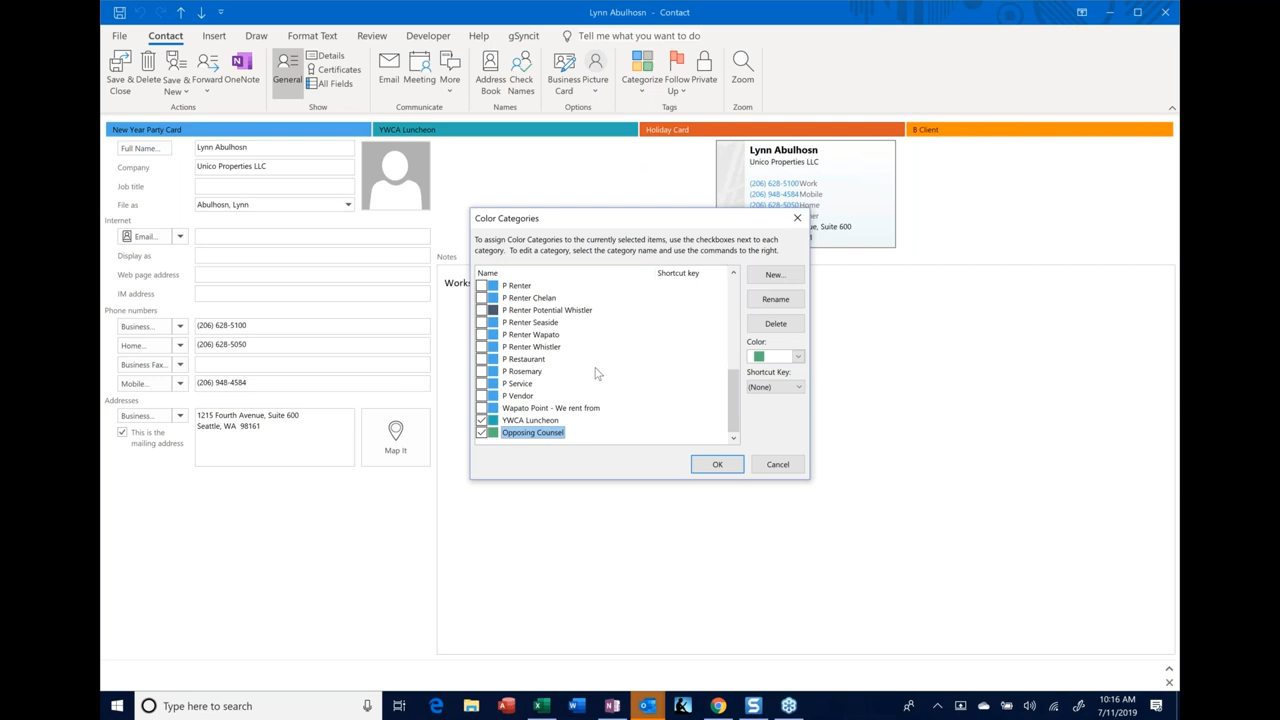 Lynn Abulhosn - Contact
File Contact Insert Draw Format Text Review Developer Help gSyncit Tell me what you want to do
Save & Close
Delete
Save & New
Forward
OneNote
Actions
General
Details
Certificates
All Fields
Show
Email
Meeting
More
Communicate
Address Book
Check Names
Names
Business Card
Picture
Options
Categorize
Follow Up
Private
Tags
Zoom
Zoom
New Year Party Card YWCA Luncheon Holiday Card B Client
Full Name... Lynn Abulhosn
Company Unico Properties LLC
Job title
File as Abulhosn, Lynn
Internet
Email...
Display as
Web page address
IM address
Phone numbers
Business... (206) 628-5100
Home... (206) 628-5050
Business Fax...
Mobile... (206) 948-4584
Addresses
Business... 1215 Fourth Avenue, Suite 600
Seattle, WA 98161
This is the
mailing address
Map It
Lynn Abulhosn
Unico Properties LLC
(206) 628-5100 Work
(206) 948-4584 Mobile
(206) 628-5050 Home
Notes
Color Categories
To assign Color Categories to the currently selected items, use the checkboxes next to each
category. To edit a category, select the category name and use the commands to the right.
Name Shortcut key
P Renter
P Renter Chelan
P Renter Potential Whistler
P Renter Seaside
P Renter Wapato
P Renter Whistler
P Restaurant
P Rosemary
P Service
P Vendor
Wapato Point - We rent from
YWCA Luncheon
Opposing Counsel
New...
Rename
Delete
Color:
Shortcut Key:
(None)
OK Cancel
Type here to search
10:16 AM
7/11/2019